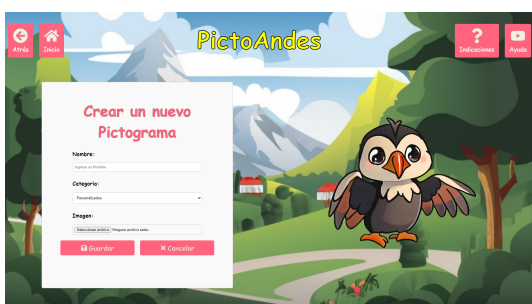 Atrás
Inicio
PictoAndes
Indicaciones
Ayuda
Crear un nuevo
Pictograma
Nombre:
Ingrese un Nombre
Categoría:
Personalizados
Imagen:
Seleccionar archivo Ninguno archivo selec.
Guardar
Cancelar